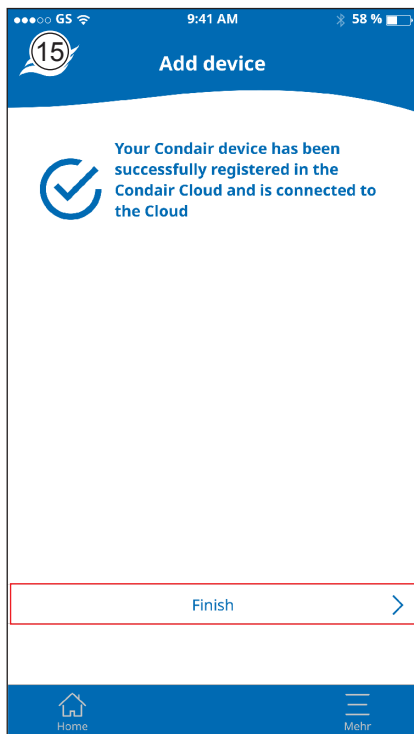 GS 9:41 AM 58 %
15
Add device
Your Condair device has been
successfully registered in the
Condair Cloud and is connected to
the Cloud
Finish
Home Mehr